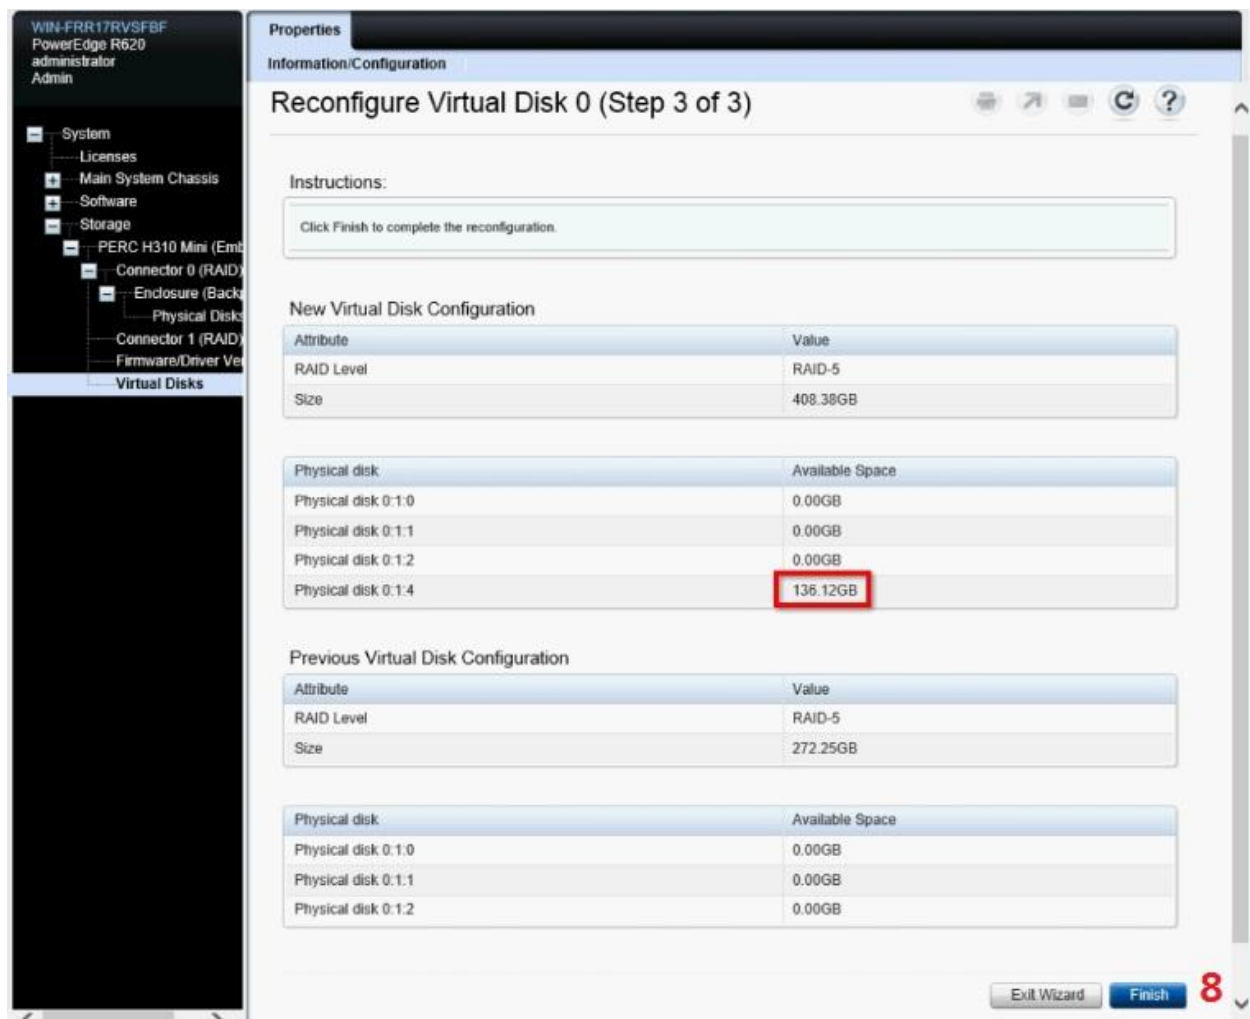 WIN-FRR17RVSFBF
PowerEdge R620
administrator
Admin
System
Licenses
Main System Chassis
Software
Storage
PERC H310 Mini (Emb
Connector 0 (RAID)
Enclosure (Backp
Physical Disks
Connector 1 (RAID)
Firmware/Driver Ver
Virtual Disks
Properties
Information/Configuration
Reconfigure Virtual Disk 0 (Step 3 of 3)
Instructions:
Click Finish to complete the reconfiguration.
New Virtual Disk Configuration
Attribute Value
RAID Level RAID-5
Size 408.38GB
Physical disk Available Space
Physical disk 0:1:0 0.00GB
Physical disk 0:1:1 0.00GB
Physical disk 0:1:2 0.00GB
Physical disk 0:1:4 136.12GB
Previous Virtual Disk Configuration
Attribute Value
RAID Level RAID-5
Size 272.25GB
Physical disk Available Space
Physical disk 0:1:0 0.00GB
Physical disk 0:1:1 0.00GB
Physical disk 0:1:2 0.00GB
Exit Wizard Finish 8